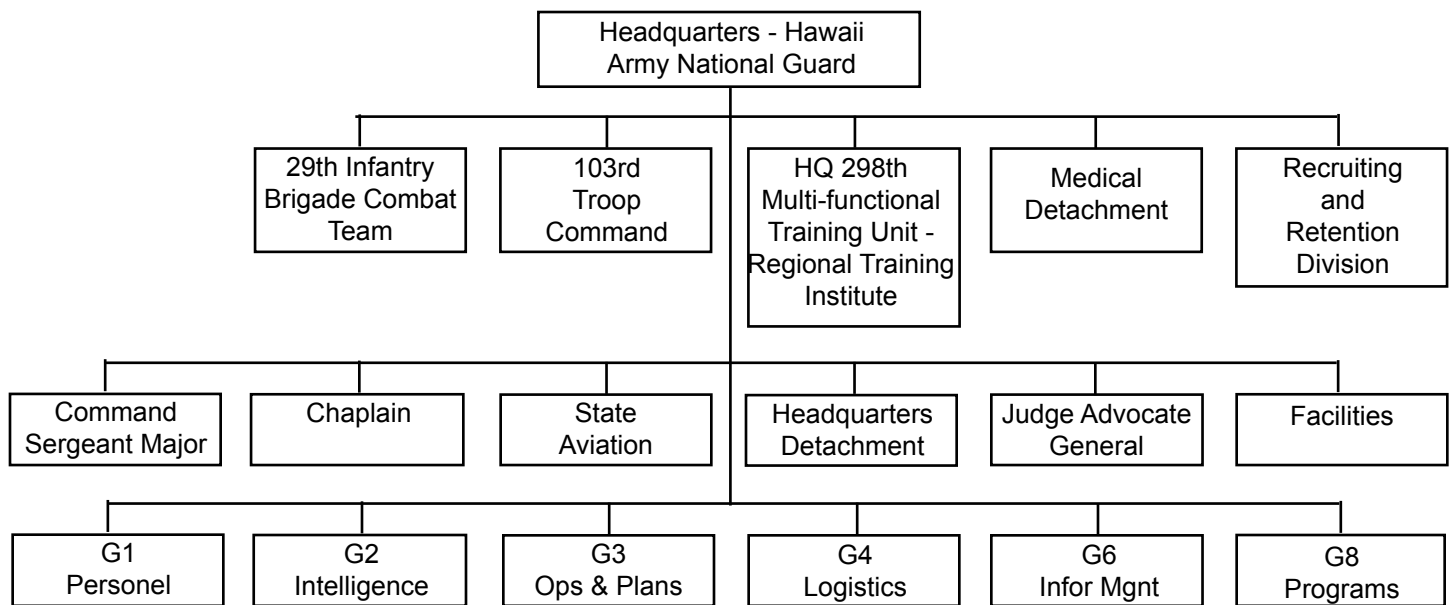 Headquarters - Hawaii
Army National Guard
29th Infantry
Brigade Combat
Team
103rd
Troop
Command
HQ 298th
Multi-functional
Training Unit -
Regional Training
Institute
Medical
Detachment
Recruiting
and
Retention
Division
Command
Sergeant Major
Chaplain
State
Aviation
Headquarters
Detachment
Judge Advocate
General
Facilities
G1
Personel
G2
Intelligence
G3
Ops & Plans
G4
Logistics
G6
Infor Mgnt
G8
Programs